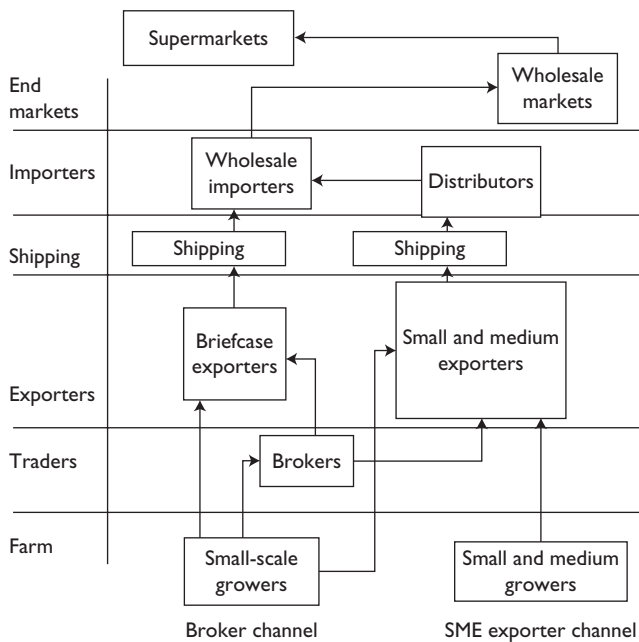 Supermarkets
End
markets
Wholesale
markets
Importers
Wholesale
importers
Distributors
Shipping
Shipping
Shipping
Exporters
Briefcase
exporters
Small and medium
exporters
Traders
Brokers
Farm
Small-scale
growers
Small and medium
growers
Broker channel
SME exporter channel